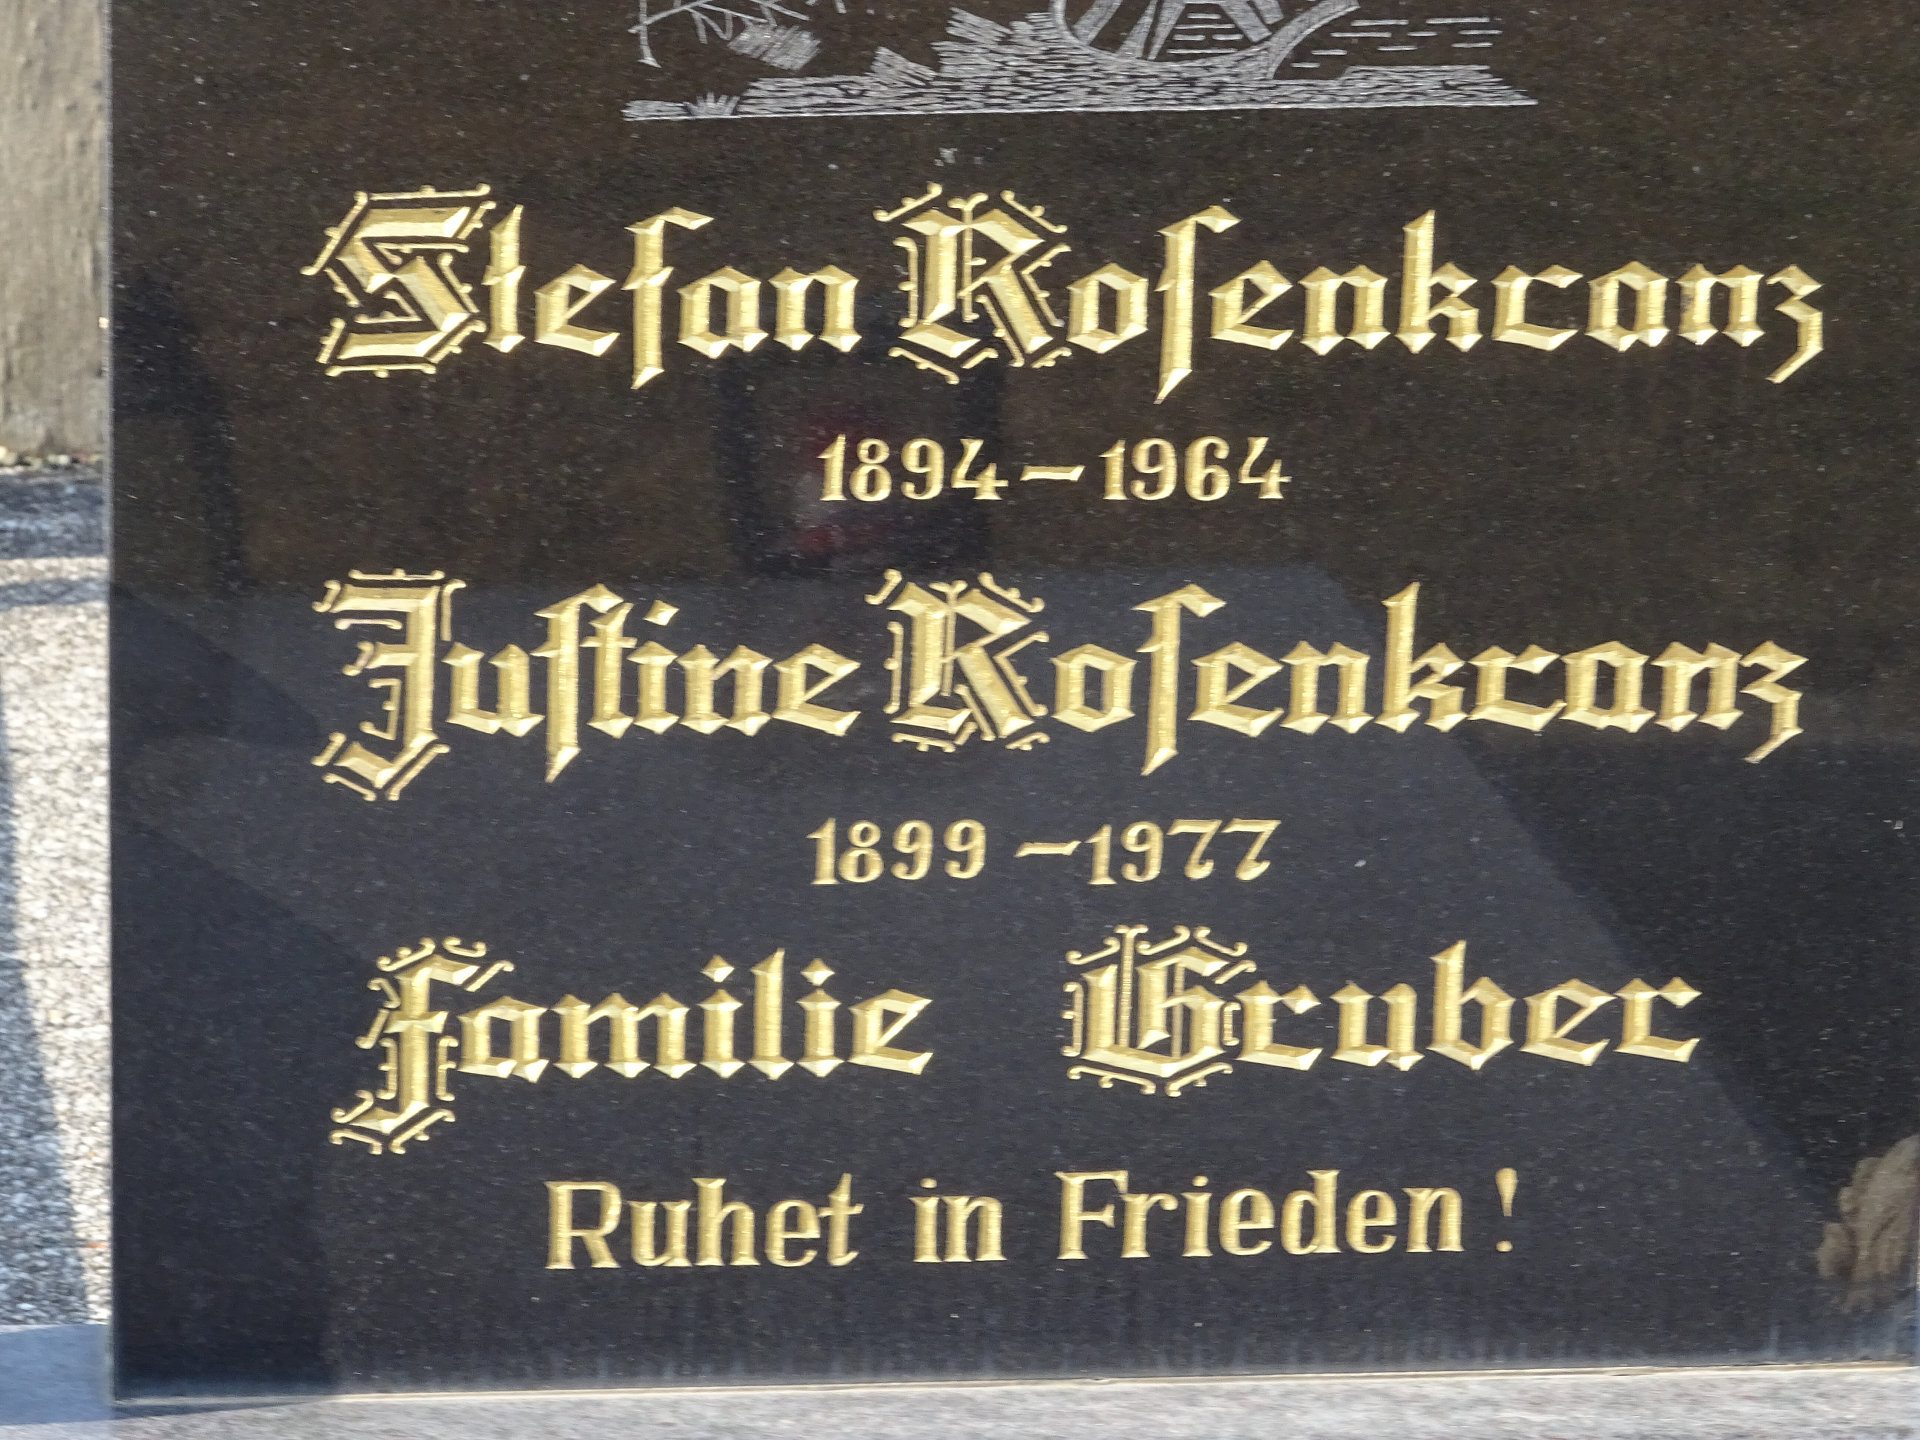 Stefan Roſenkranz
1894 – 1964
Juſtine Roſenkranz
1899 – 1977
Familie Gruber
Ruhet in Frieden !